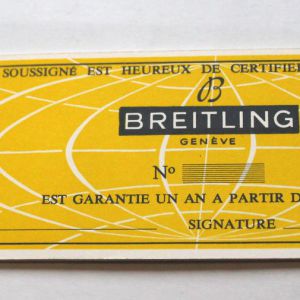 SOUSSIGNÉ EST HEUREUX DE CERTIFIE
B
BREITLING
GENÈVE
Nº
EST GARANTIE UN AN A PARTIR D
SIGNATURE